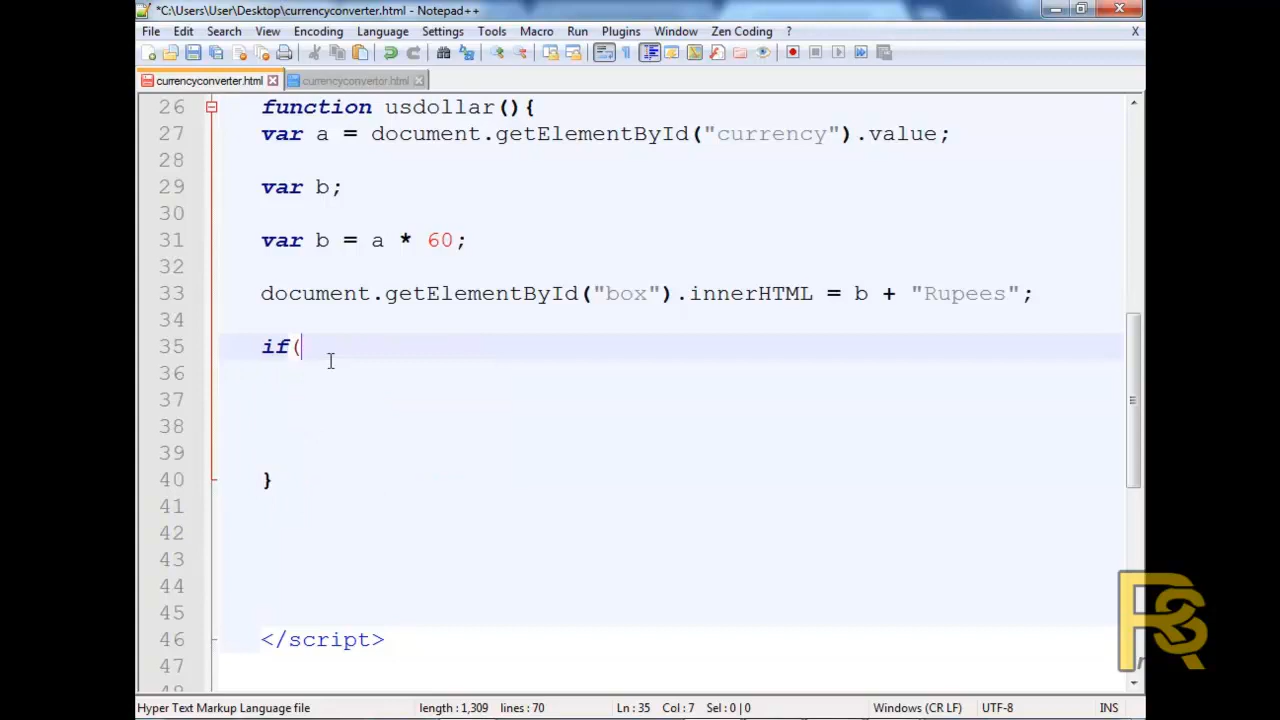 *C:\Users\User\Desktop\currencyconverter.html - Notepad++
File Edit Search View Encoding Language Settings Tools Macro Run Plugins Window Zen Coding ? X
currencyconverter.html currencyconvertor.html
26 function usdollar(){
27 var a = document.getElementById("currency").value;
28
29 var b;
30
31 var b = a * 60;
32
33 document.getElementById("box").innerHTML = b + "Rupees";
34
35 if(
36
37
38
39
40 }
41
42
43
44
45
46 </script>
47
48
Hyper Text Markup Language file length : 1,309 lines : 70 Ln : 35 Col : 7 Sel : 0 | 0 Windows (CR LF) UTF-8 INS